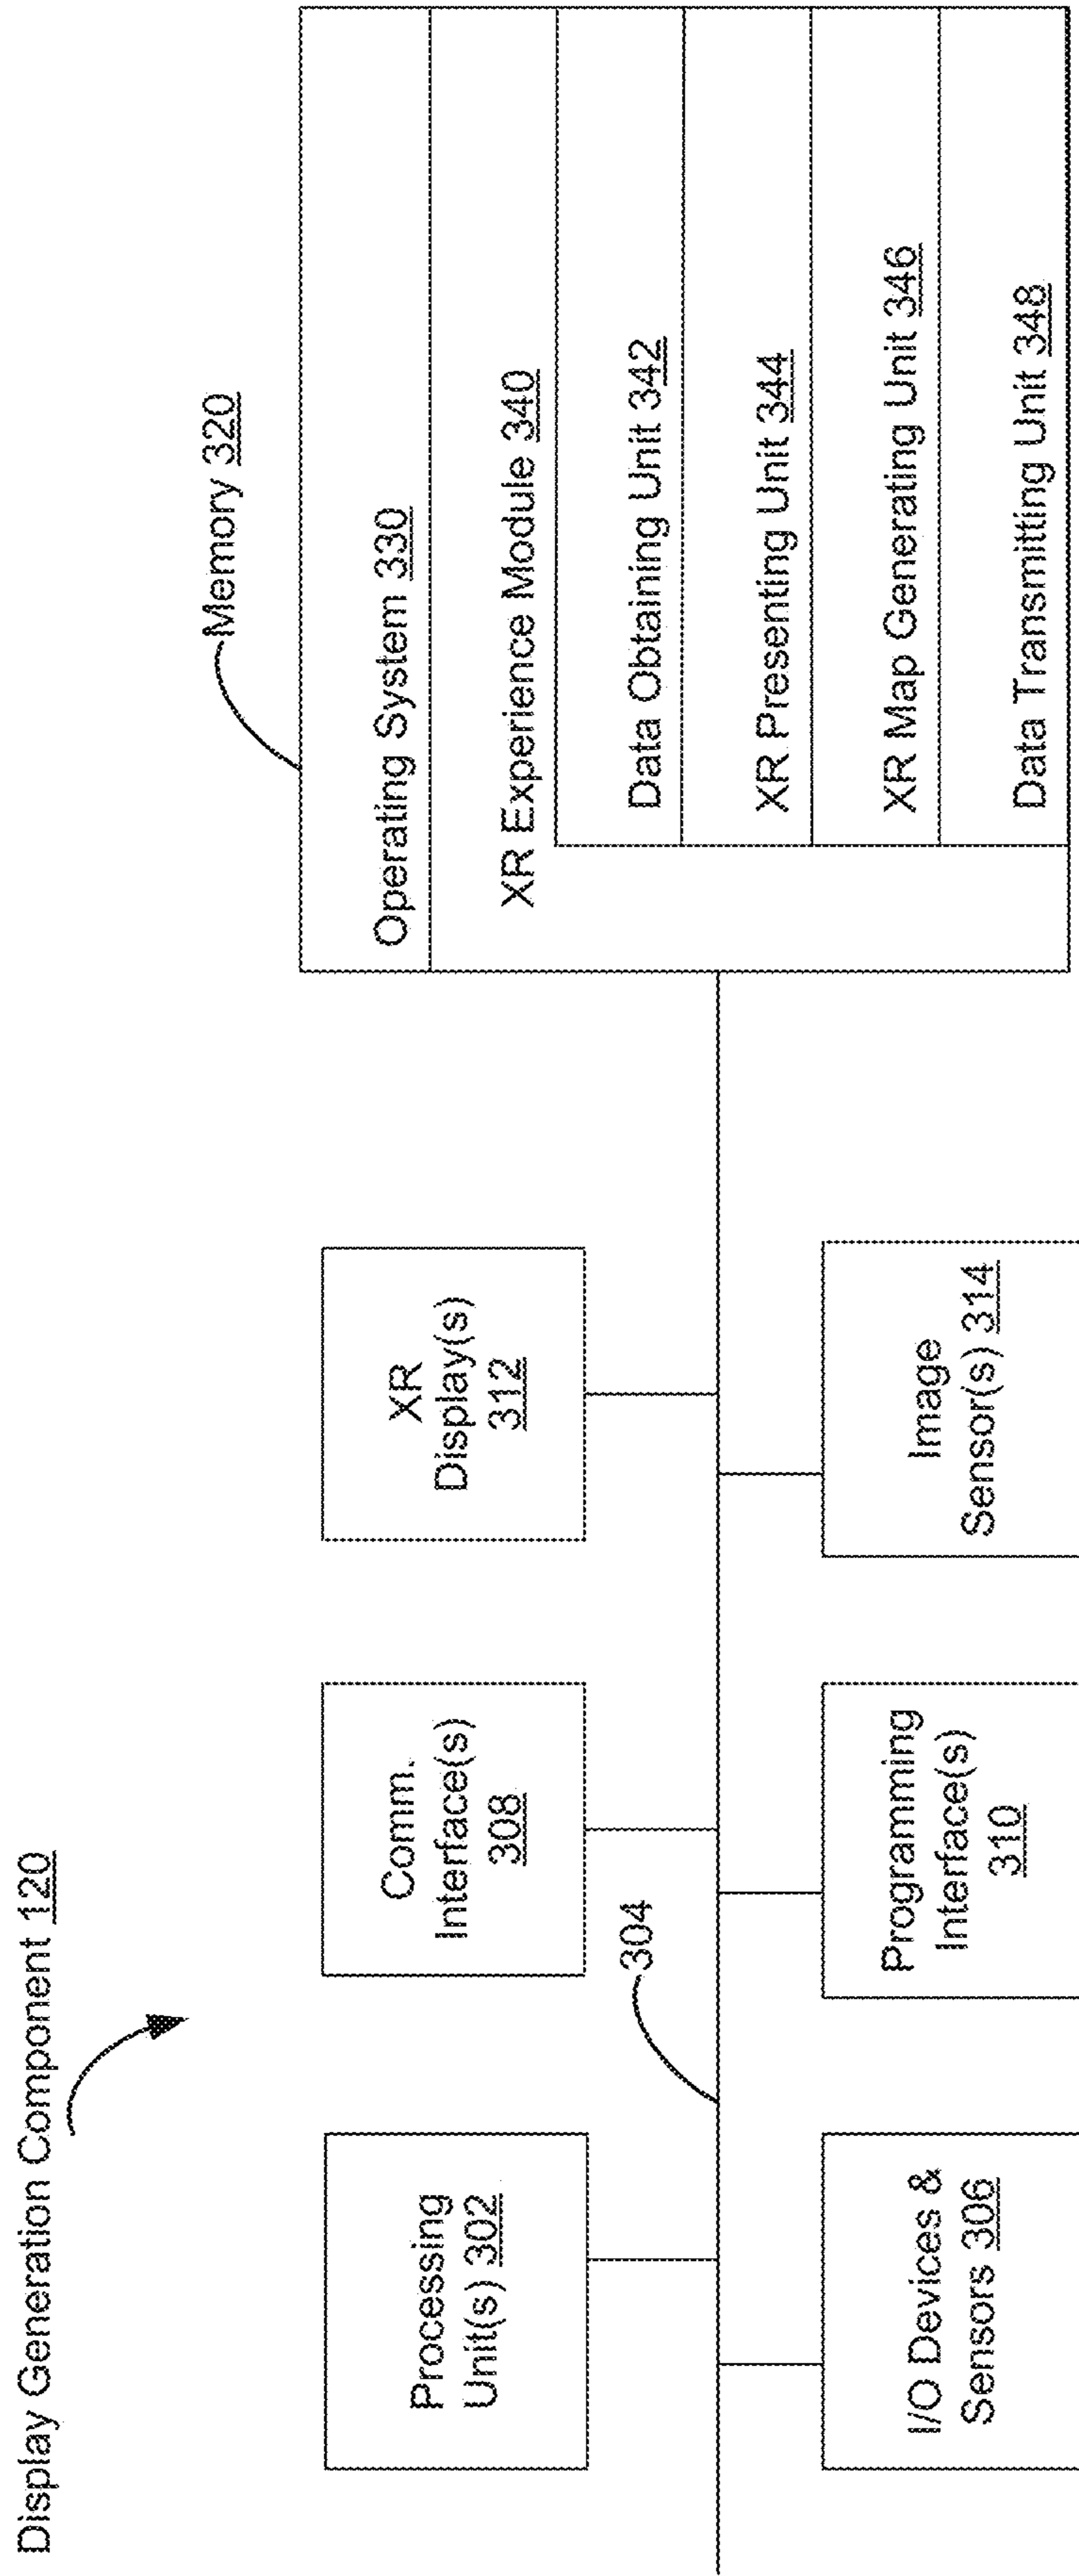 Display Generation Component 120
Processing
Unit(s) 302
Comm.
Interface(s)
308
XR
Display(s)
312
304
I/O Devices &
Sensors 306
Programming
Interface(s)
310
Image
Sensor(s) 314
Memory 320
Operating System 330
XR Experience Module 340
Data Obtaining Unit 342
XR Presenting Unit 344
XR Map Generating Unit 346
Data Transmitting Unit 348